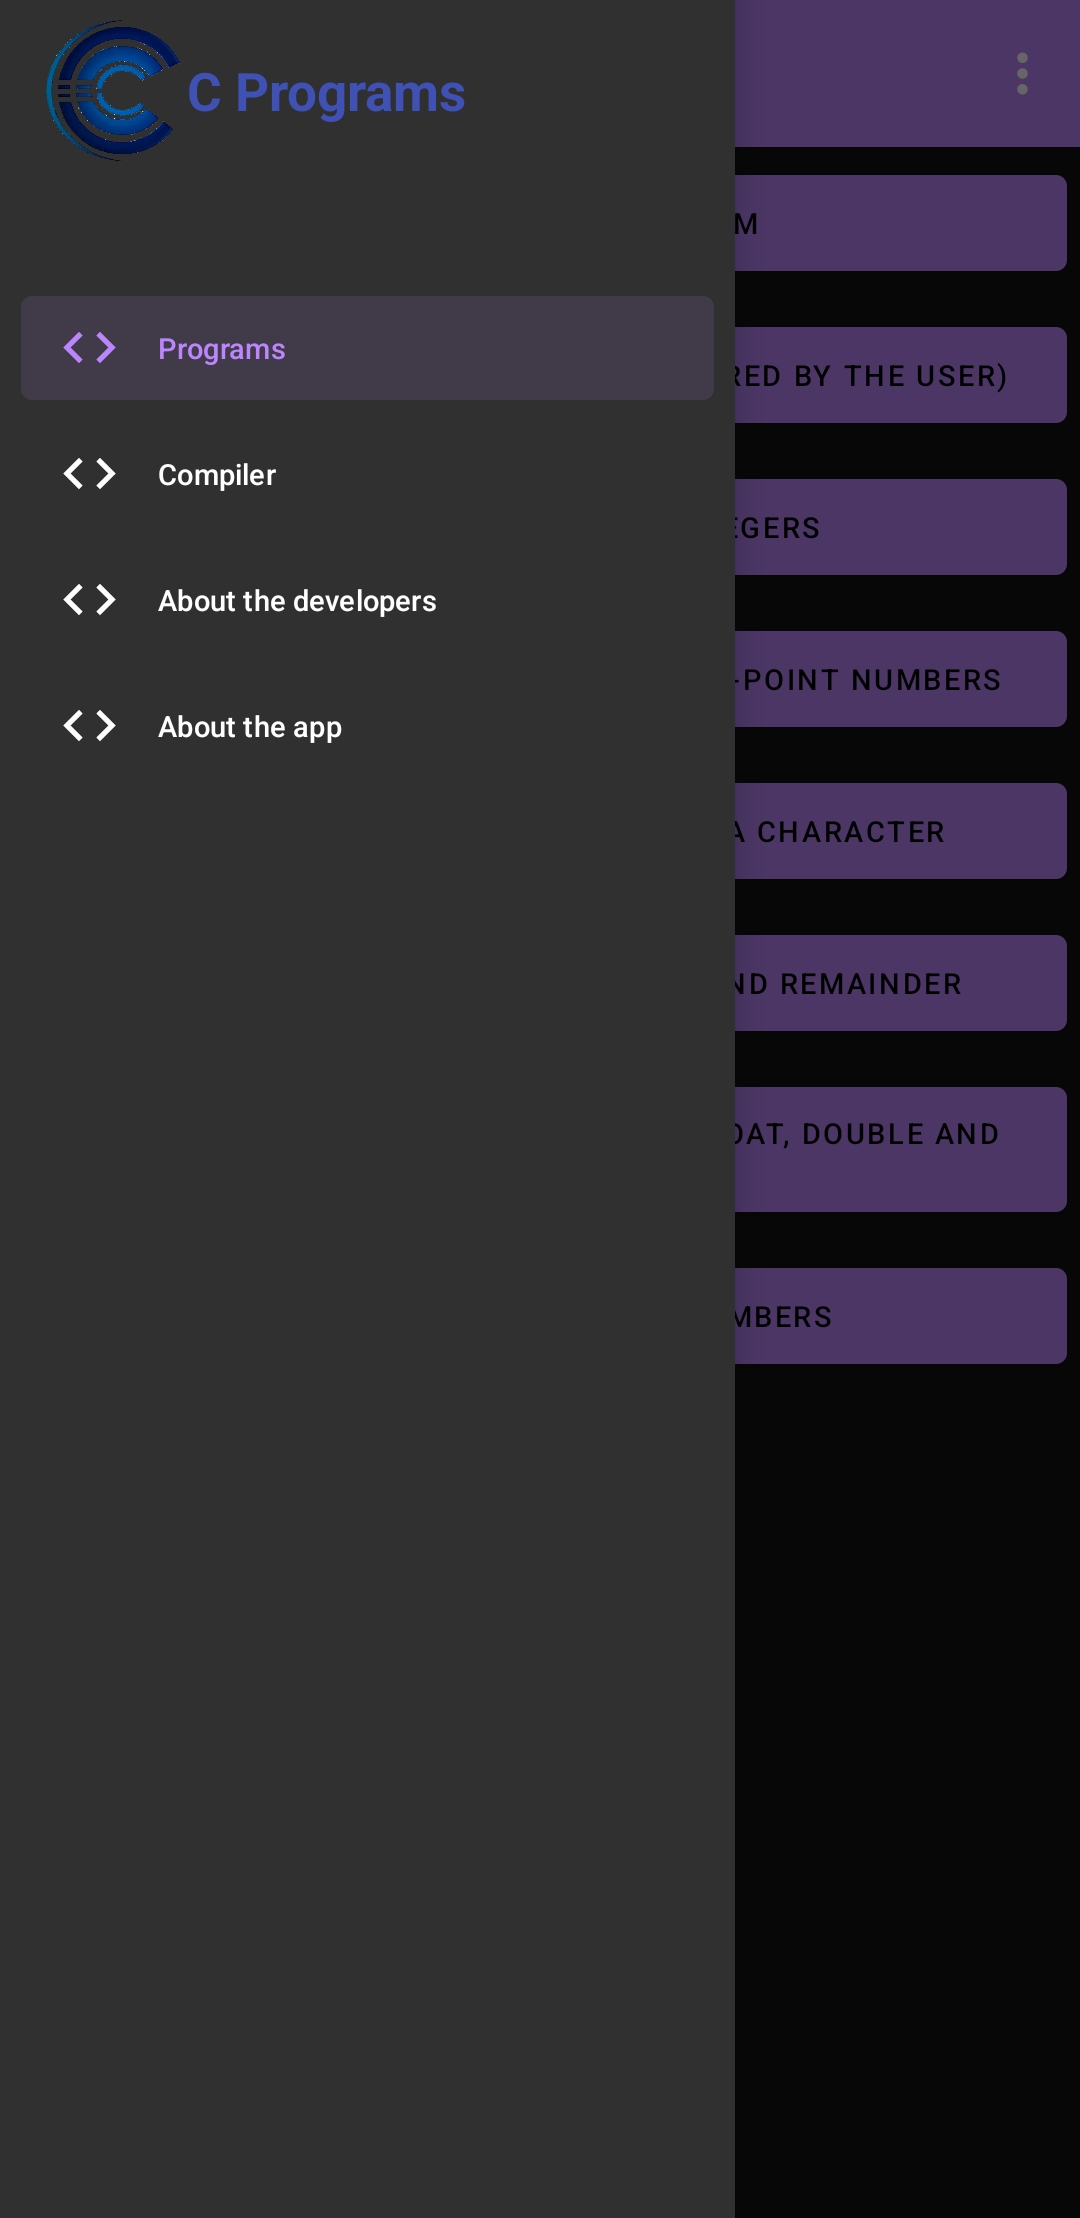 C Programs
Programs
Compiler
About the developers
About the app
M
RED BY THE USER)
EGERS
-POINT NUMBERS
A CHARACTER
ND REMAINDER
OAT, DOUBLE AND
MBERS